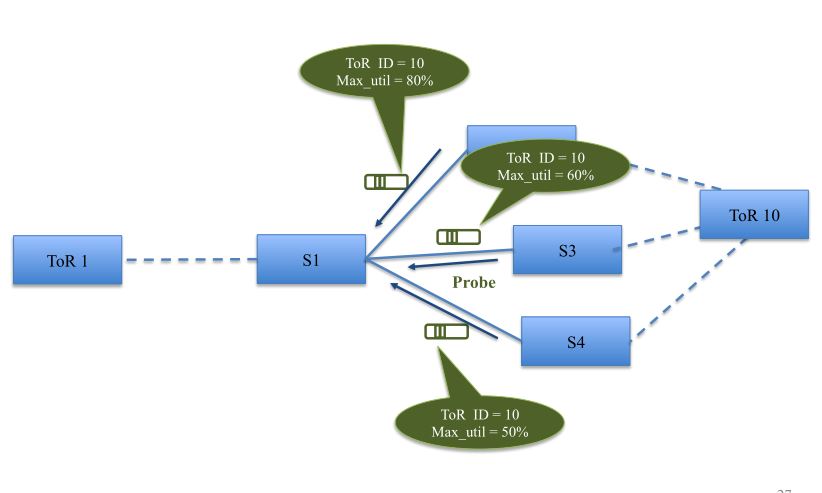 ToR ID = 10
Max_util = 80%
ToR ID = 10
Max_util = 60%
ToR 10
ToR 1
S1
S3
Probe
S4
ToR ID = 10
Max_util = 50%